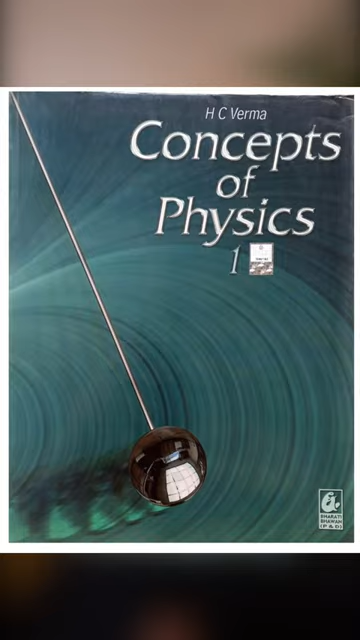 H C Verma
Concepts
of
Physics
1
BHARATI
BHAWAN
(P & D)